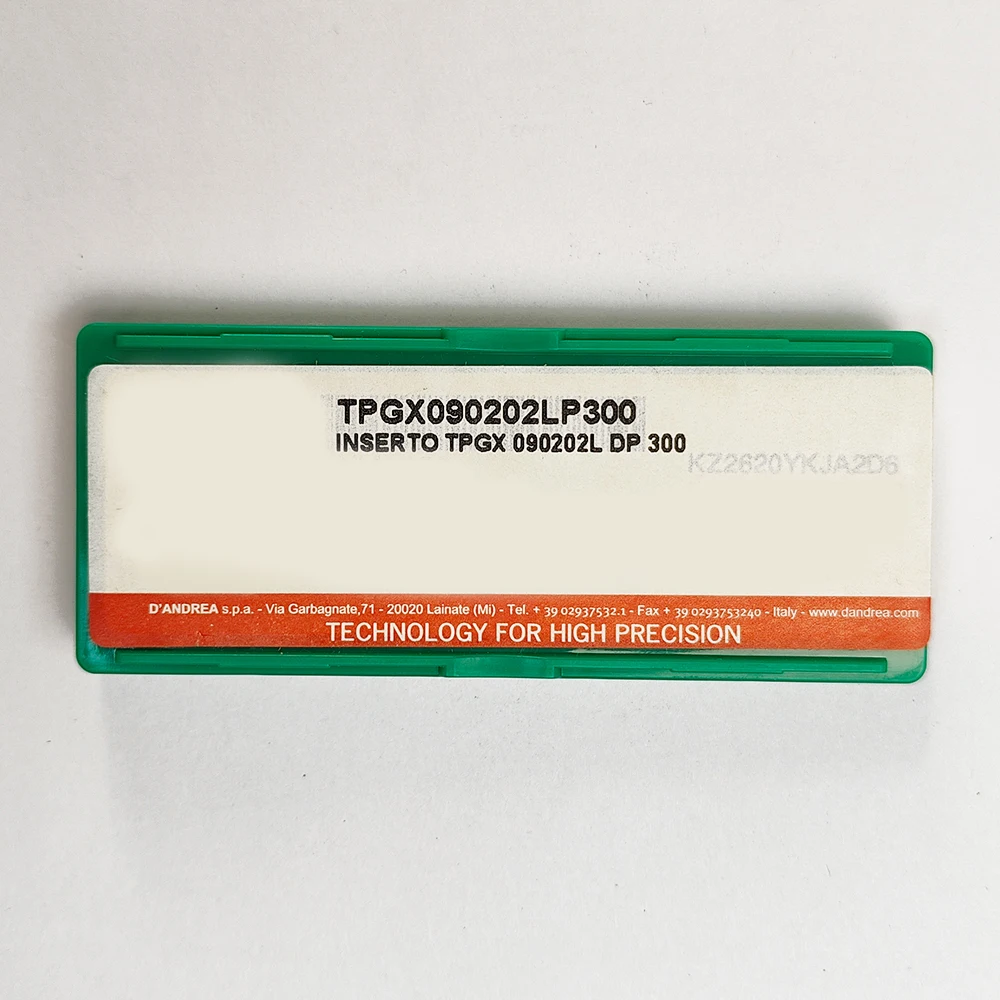 TPGX090202LP300
INSERTO TPGX 090202L DP 300
KZ2620YKJA2D6
D'ANDREA s.p.a. - Via Garbagnate,71 - 20020 Lainate (Mi) - Tel. + 39 02937532.1 - Fax + 39 0293753240 - Italy - www.dandrea.com
TECHNOLOGY FOR HIGH PRECISION